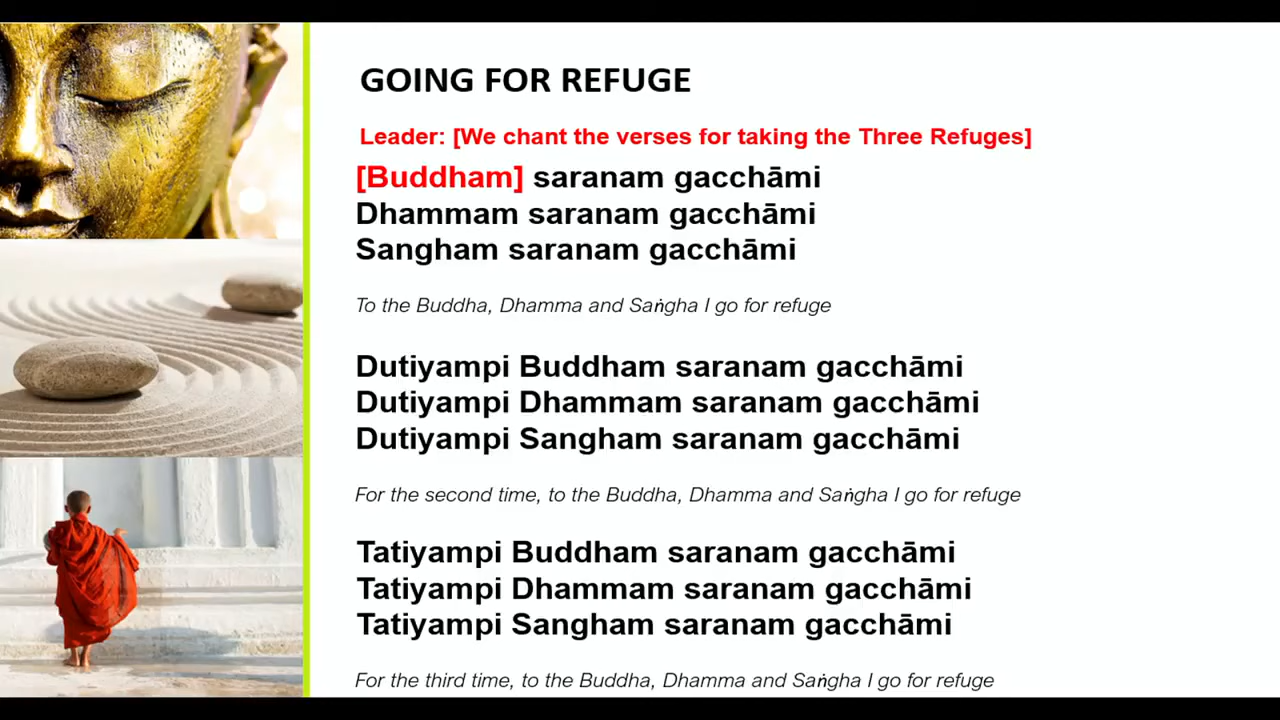 GOING FOR REFUGE
Leader: [We chant the verses for taking the Three Refuges]
[Buddham] saranam gacchāmi
Dhammam saranam gacchāmi
Sangham saranam gacchāmi
To the Buddha, Dhamma and Saṅgha I go for refuge
Dutiyampi Buddham saranam gacchāmi
Dutiyampi Dhammam saranam gacchāmi
Dutiyampi Sangham saranam gacchāmi
For the second time, to the Buddha, Dhamma and Saṅgha I go for refuge
Tatiyampi Buddham saranam gacchāmi
Tatiyampi Dhammam saranam gacchāmi
Tatiyampi Sangham saranam gacchāmi
For the third time, to the Buddha, Dhamma and Saṅgha I go for refuge